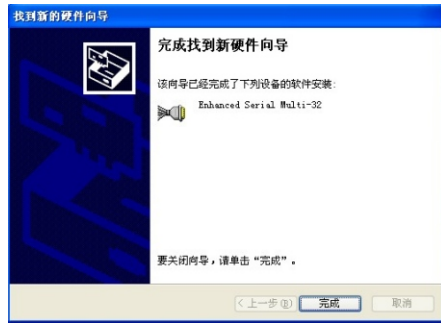 找到新的硬件向导
完成找到新硬件向导
该向导已经完成了下列设备的软件安装:
Enhanced Serial Multi-32
要关闭向导，请单击“完成”。
< 上一步(B)
完成
取消